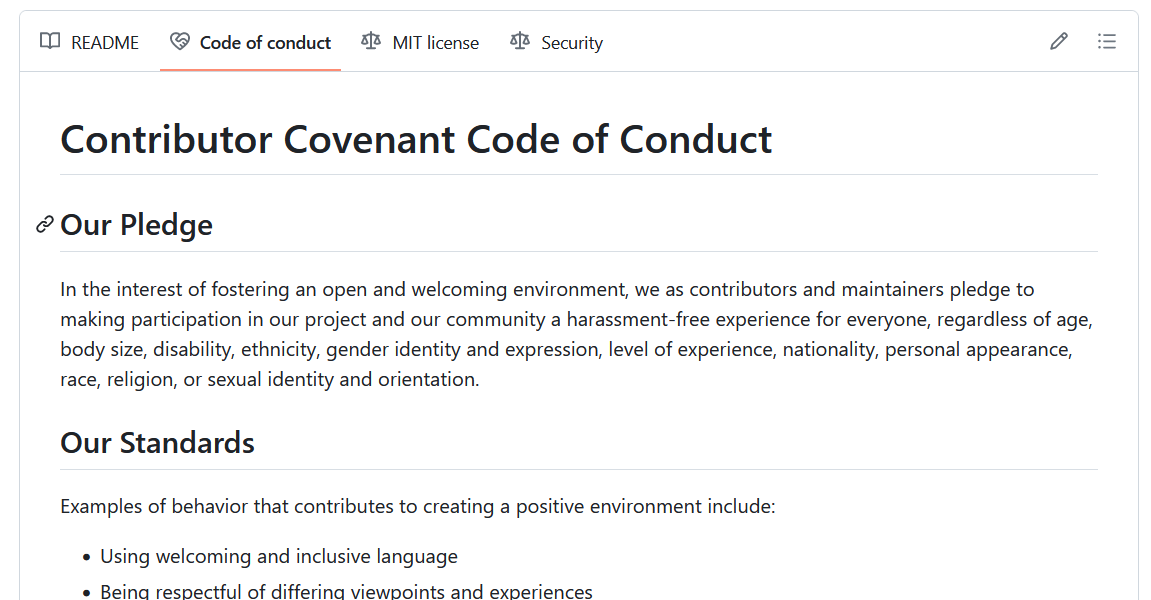 README Code of conduct MIT license Security
Contributor Covenant Code of Conduct
Our Pledge
In the interest of fostering an open and welcoming environment, we as contributors and maintainers pledge to
making participation in our project and our community a harassment-free experience for everyone, regardless of age,
body size, disability, ethnicity, gender identity and expression, level of experience, nationality, personal appearance,
race, religion, or sexual identity and orientation.
Our Standards
Examples of behavior that contributes to creating a positive environment include:
• Using welcoming and inclusive language
• Being respectful of differing viewpoints and experiences